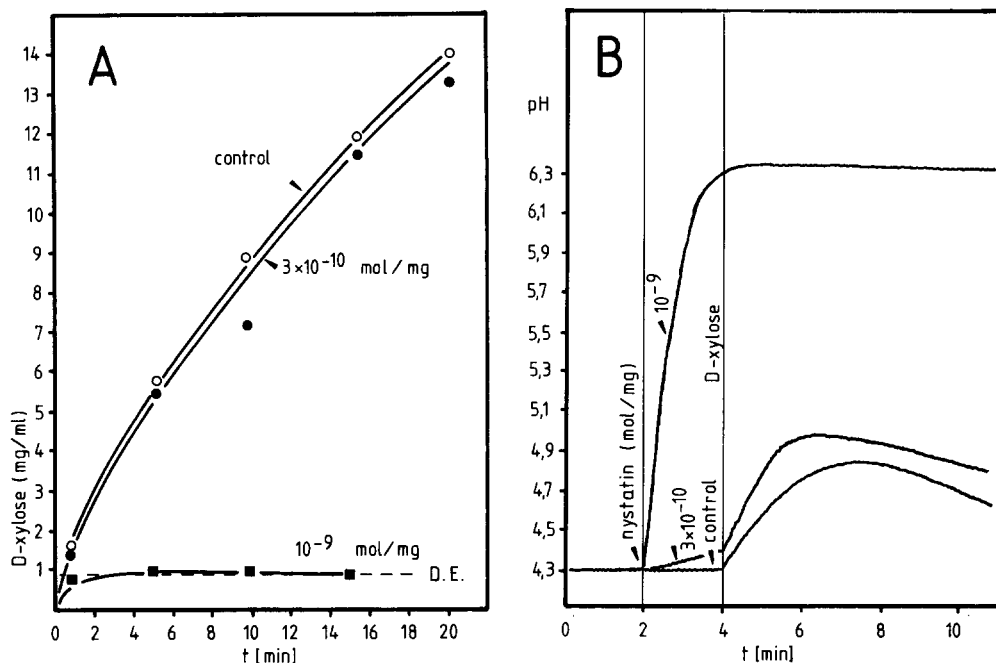 A
14
13
12
11
10
9
8
7
6
5
4
3
2
1
D-xylose (mg/ml)
control
3×10-10 mol/mg
10-9 mol/mg
D.E.
0 2 4 6 8 10 12 14 16 18 20
t [min]
B
pH
6,3
6,1
5,9
5,7
5,5
5,3
5,1
4,9
4,7
4,5
4,3
nystatin (mol/mg)
10-9
3×10-10
control
D-xylose
0 2 4 6 8 10
t [min]